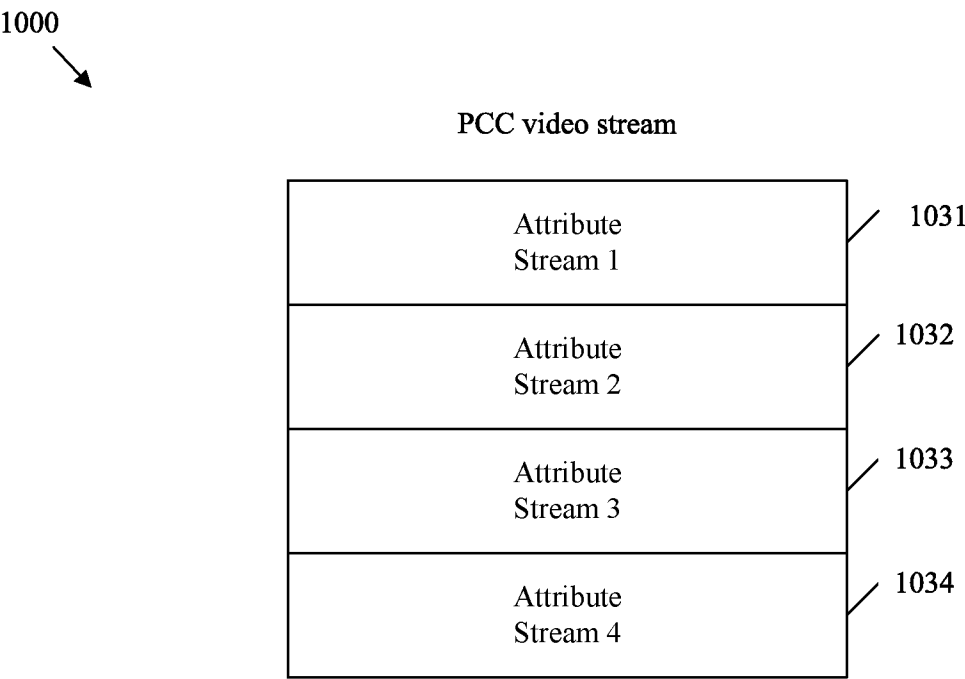 1000
PCC video stream
Attribute
Stream 1
1031
Attribute
Stream 2
1032
Attribute
Stream 3
1033
Attribute
Stream 4
1034